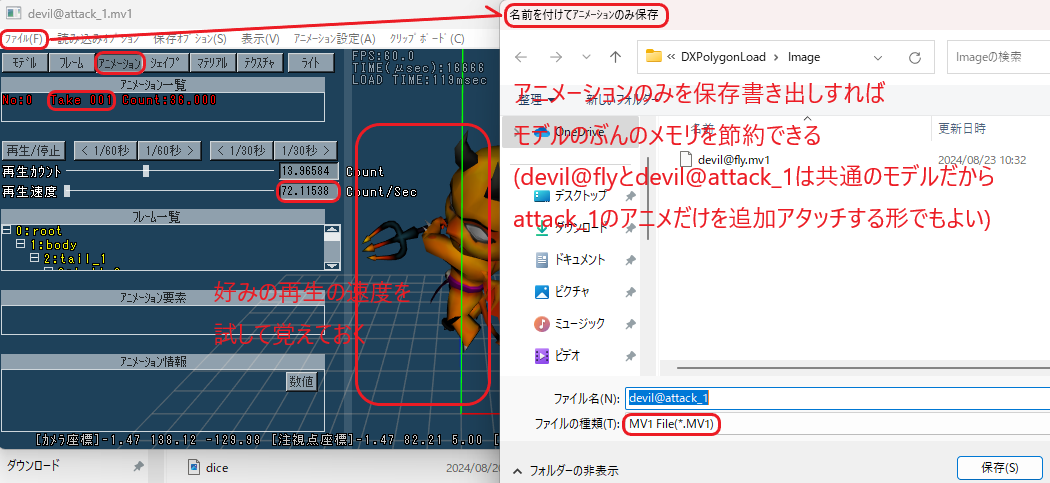 devil@attack_1.mv1
名前を付けてアニメーションのみ保存
ファイル(F) 読み込みオプション 保存オプション(S) 表示(V) アニメーション設定(A) クリップボード(C)
モデル フレーム アニメーション シェイプ マテリアル テクスチャ ライト
FPS:60.0
TIME(μsec):16666
LOAD TIME:119msec
アニメーション一覧
No:0 Take 001 Count:86.000
再生/停止 < 1/60秒 1/60秒 > < 1/30秒 1/30秒 >
再生カウント 13.96584 Count
再生速度 72.11538 Count/Sec
フレーム一覧
0:root
1:body
2:tail_1
アニメーション要素
好みの再生の速度を
試して覚えておく
アニメーション情報
数値
[カメラ座標]-1.47 138.12 -129.98 [注視点座標]-1.47 82.21 5.00
ダウンロード
dice
2024/08/20
« DXPolygonLoad › Image
Imageの検索
整理 新しいフォルダー
アニメーションのみを保存書き出しすれば
モデルのぶんのメモリを節約できる
(devil@flyとdevil@attack_1は共通のモデルだから
attack_1のアニメだけを追加アタッチする形でもよい)
OneDrive
名前
更新日時
devil@fly.mv1
2024/08/23 10:32
デスクトップ
ダウンロード
ドキュメント
ピクチャ
ミュージック
ビデオ
ファイル名(N): devil@attack_1
ファイルの種類(T): MV1 File(*.MV1)
フォルダーの非表示
保存(S)